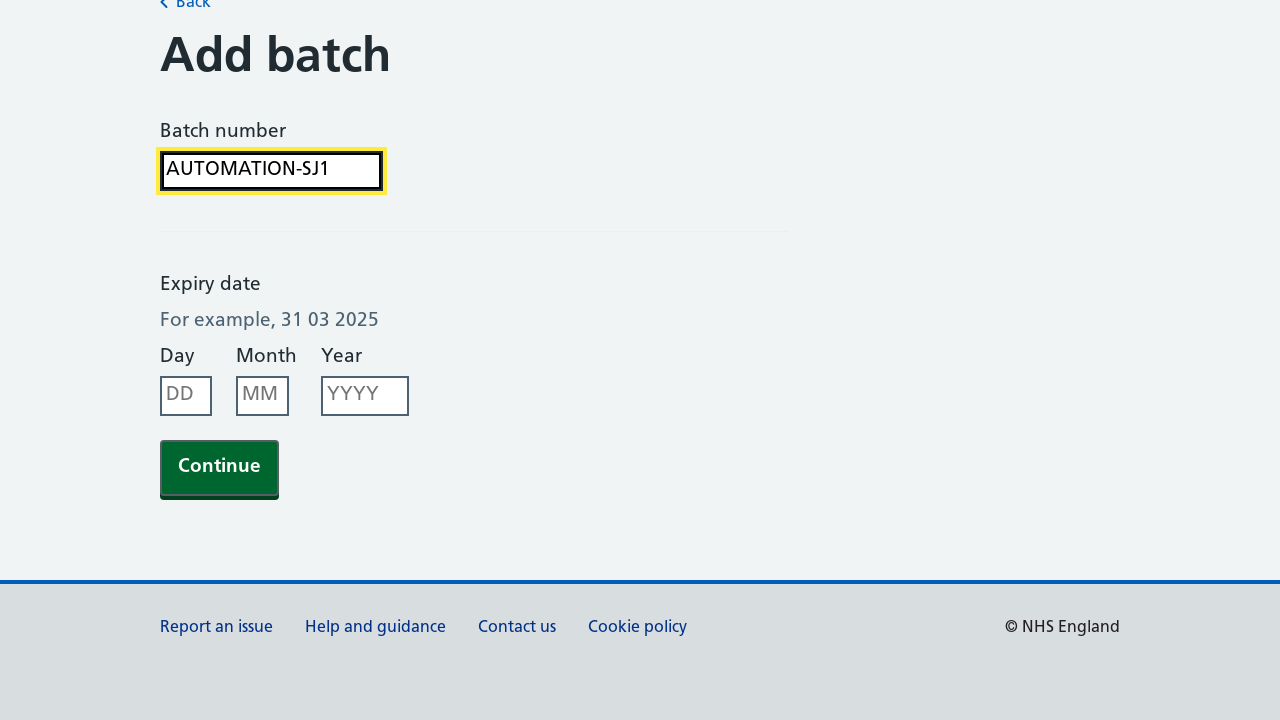 Back
Add batch
Batch number
AUTOMATION-SJ1
Expiry date
For example, 31 03 2025
Day Month Year
DD MM YYYY
Continue
Report an issue Help and guidance Contact us Cookie policy © NHS England